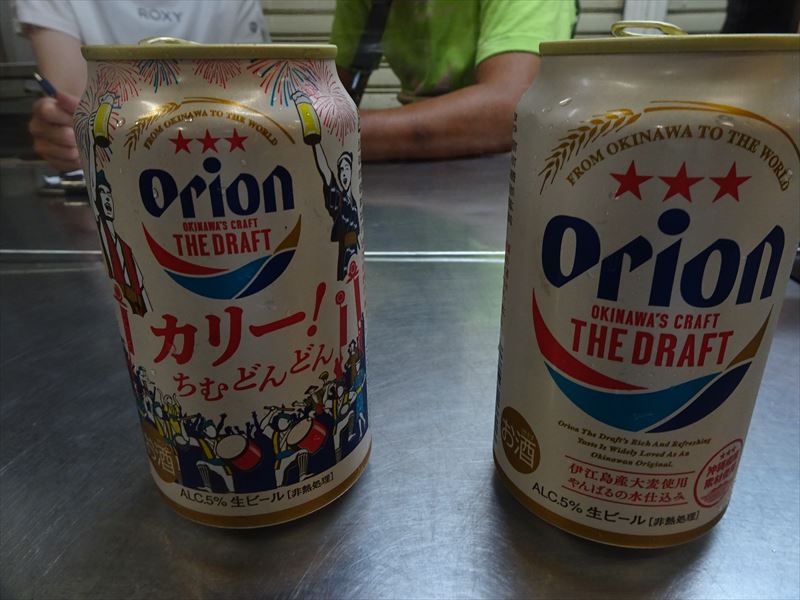 ROXY
FROM OKINAWA TO THE WORLD
Orion
OKINAWA'S CRAFT
THE DRAFT
カリー!
ちむどんどん
お酒
ALC.5% 生ビール [非熱処理]
FROM OKINAWA TO THE WORLD
Orion
OKINAWA'S CRAFT
THE DRAFT
Orion The Draft's Rich And Refreshing
Taste Is Widely Loved As An
Okinawan Original.
お酒
伊江島産大麦使用
やんばるの水仕込み
ALC.5% 生ビール [非熱処理]